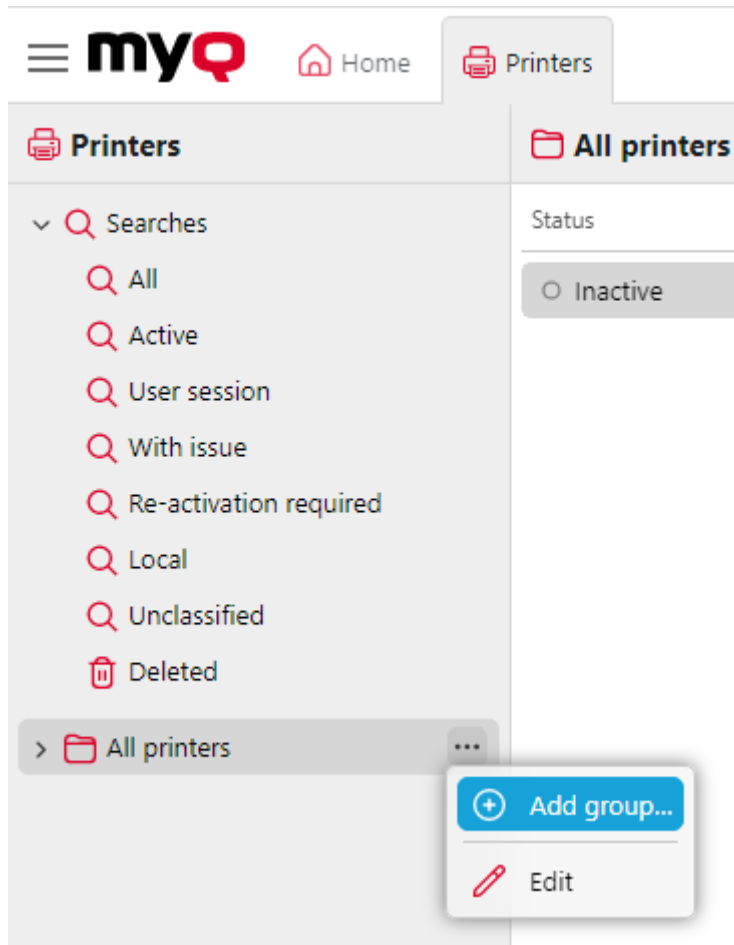 myQ
Home
Printers
Printers
All printers
Searches
Status
All
Inactive
Active
User session
With issue
Re-activation required
Local
Unclassified
Deleted
All printers
Add group...
Edit